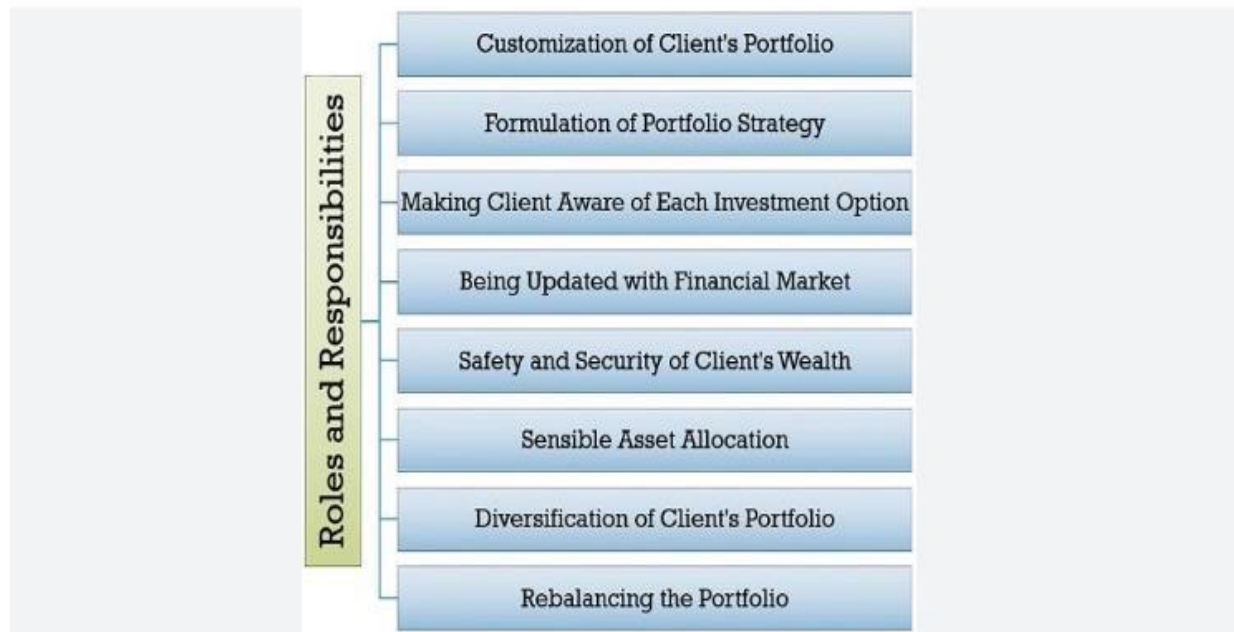 Roles and Responsibilities
Customization of Client's Portfolio
Formulation of Portfolio Strategy
Making Client Aware of Each Investment Option
Being Updated with Financial Market
Safety and Security of Client's Wealth
Sensible Asset Allocation
Diversification of Client's Portfolio
Rebalancing the Portfolio